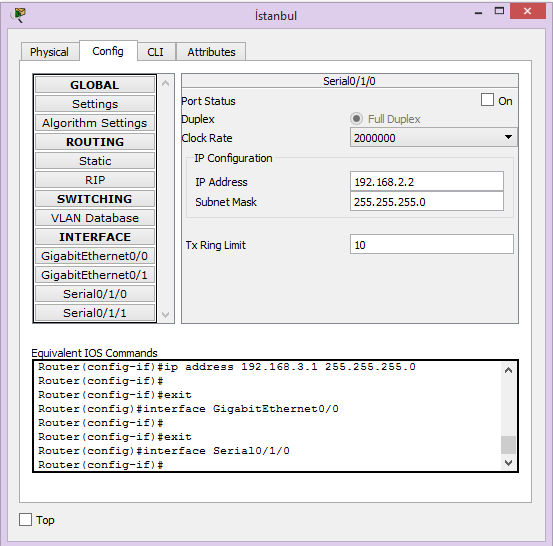 İstanbul
Physical
Config
CLI
Attributes
GLOBAL
Settings
Algorithm Settings
ROUTING
Static
RIP
SWITCHING
VLAN Database
INTERFACE
GigabitEthernet0/0
GigabitEthernet0/1
Serial0/1/0
Serial0/1/1
Serial0/1/0
Port Status
On
Duplex
Full Duplex
Clock Rate
2000000
IP Configuration
IP Address
192.168.2.2
Subnet Mask
255.255.255.0
Tx Ring Limit
10
Equivalent IOS Commands
Router(config-if)#ip address 192.168.3.1 255.255.255.0
Router(config-if)#
Router(config-if)#exit
Router(config)#interface GigabitEthernet0/0
Router(config-if)#
Router(config-if)#exit
Router(config)#interface Serial0/1/0
Router(config-if)#
Top